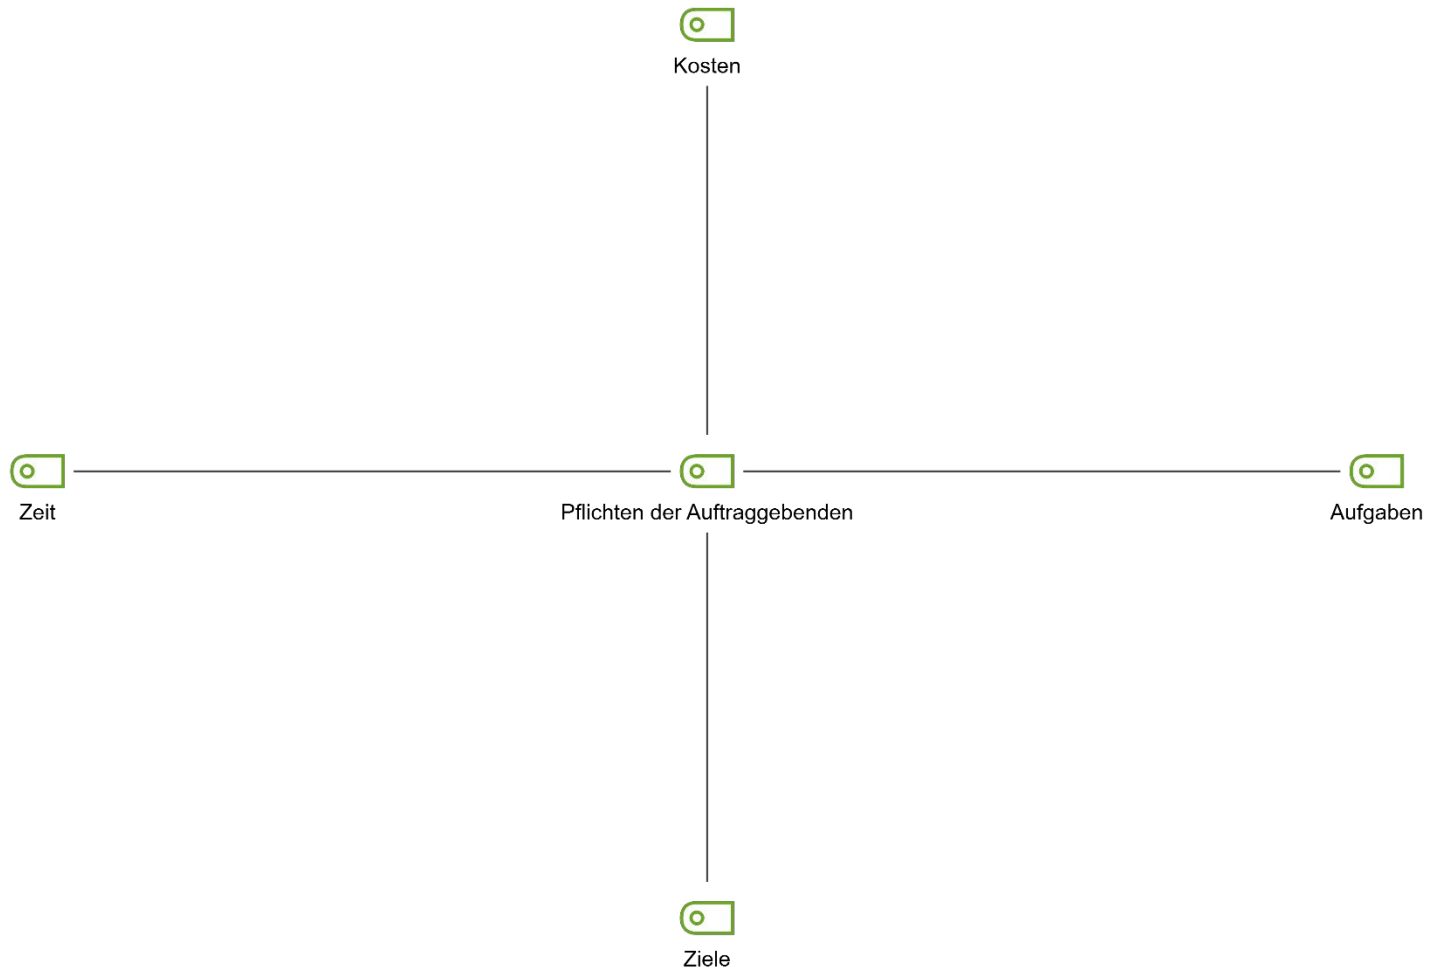 Kosten
Zeit
Pflichten der Auftraggebenden
Aufgaben
Ziele